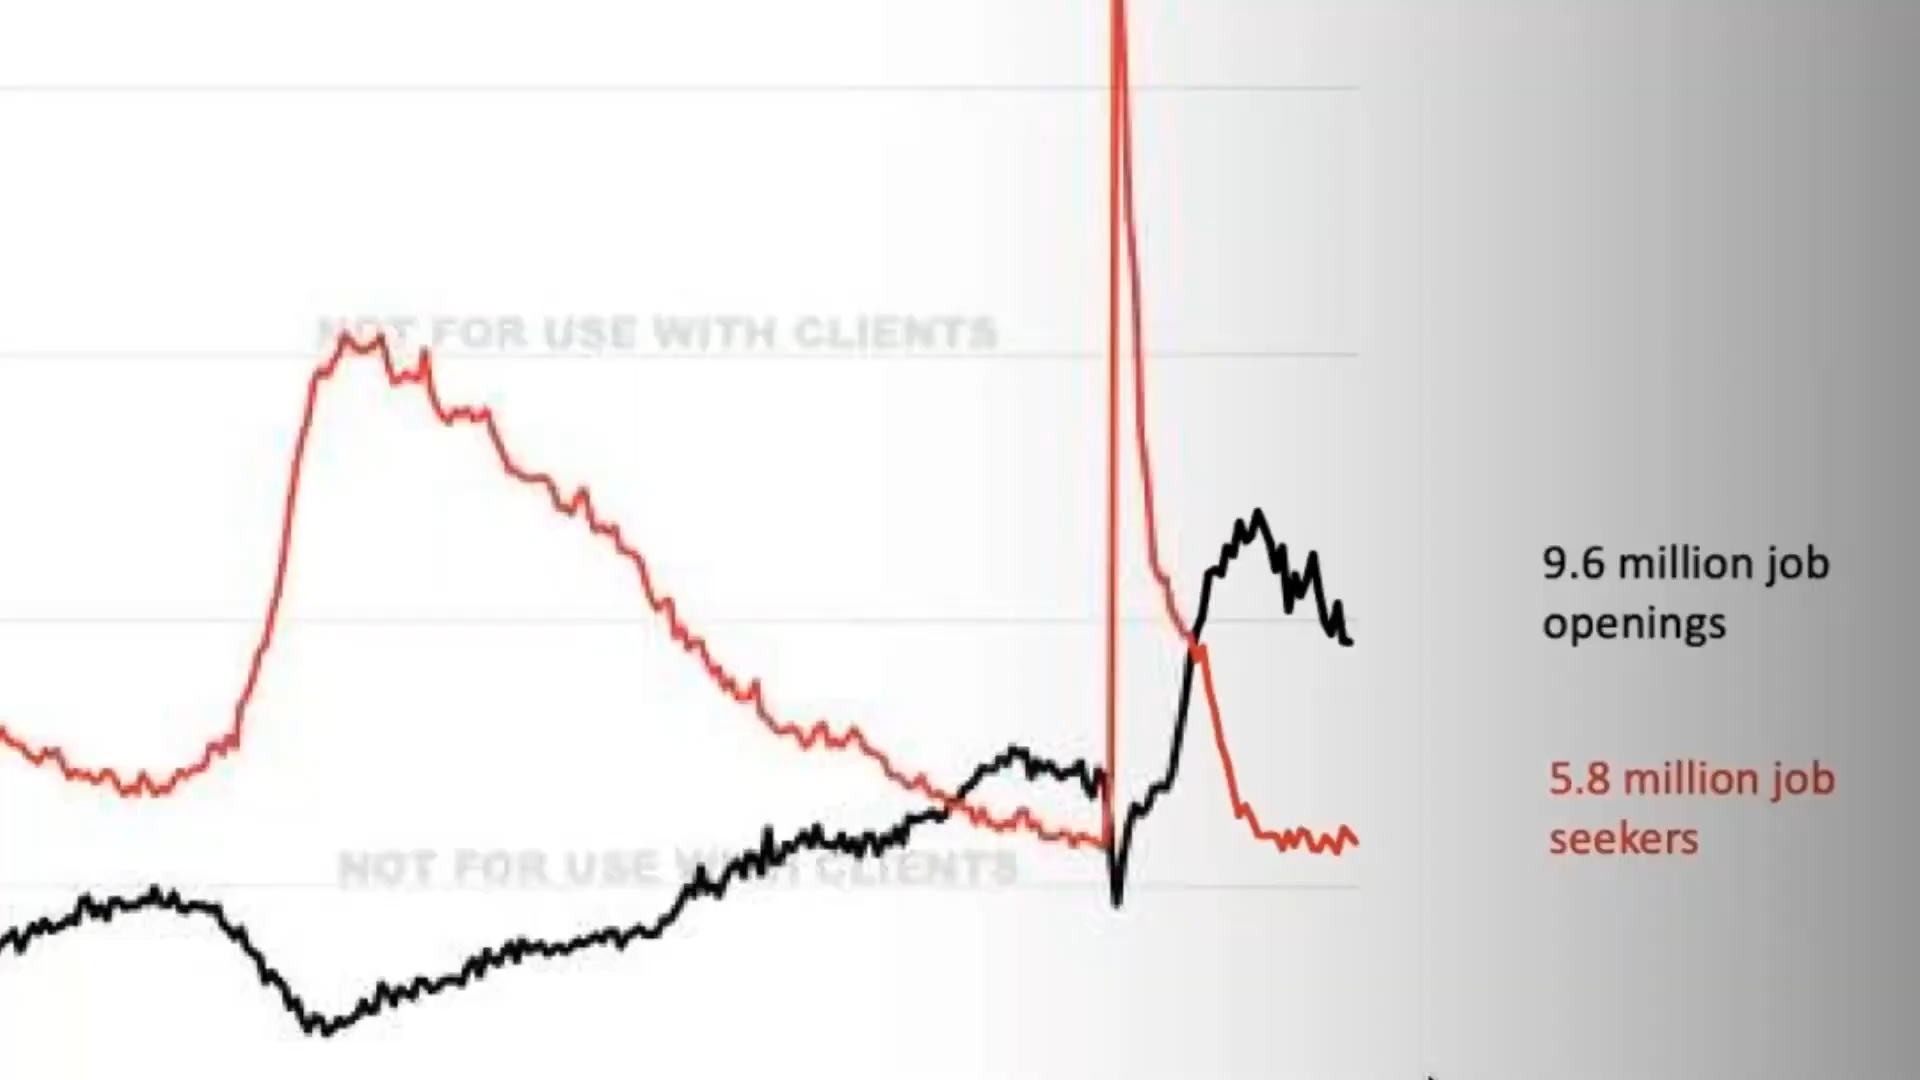 NOT FOR USE WITH CLIENTS
9.6 million job
openings
5.8 million job
seekers
NOT FOR USE WITH CLIENTS